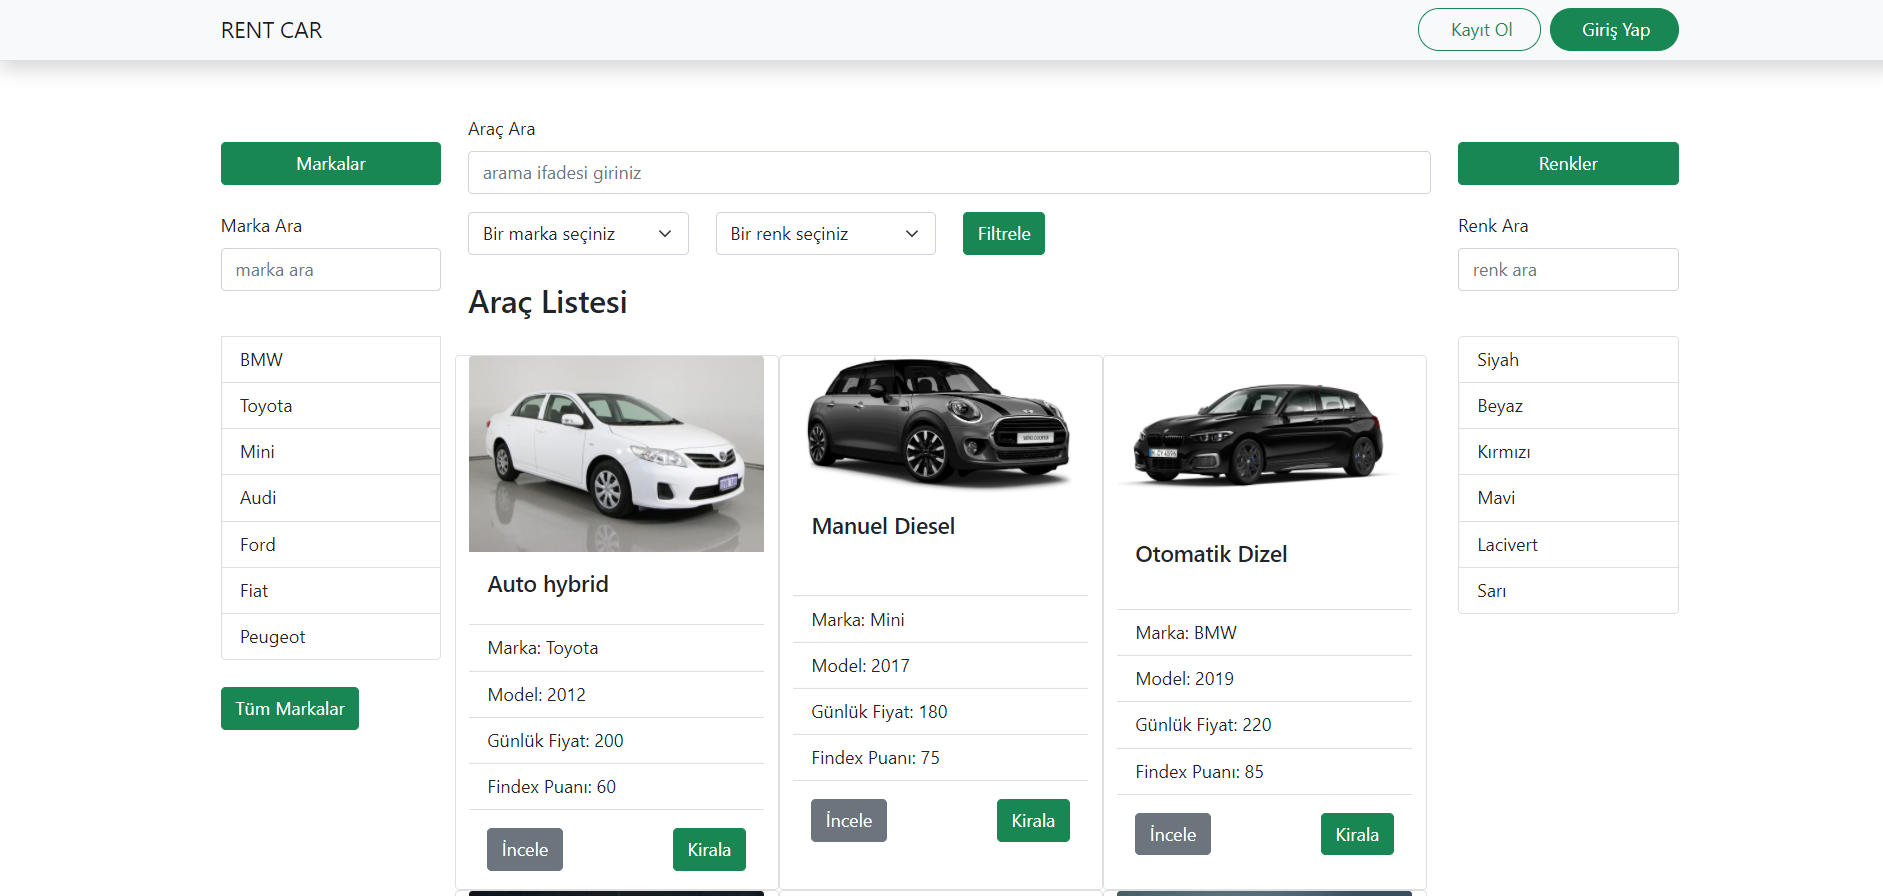 RENT CAR
Kayıt Ol
Giriş Yap
Markalar
Marka Ara
marka ara
BMW
Toyota
Mini
Audi
Ford
Fiat
Peugeot
Tüm Markalar
Araç Ara
arama ifadesi giriniz
Bir marka seçiniz
Bir renk seçiniz
Filtrele
Araç Listesi
Auto hybrid
Marka: Toyota
Model: 2012
Günlük Fiyat: 200
Findex Puanı: 60
İncele
Kirala
Manuel Diesel
Marka: Mini
Model: 2017
Günlük Fiyat: 180
Findex Puanı: 75
İncele
Kirala
Otomatik Dizel
Marka: BMW
Model: 2019
Günlük Fiyat: 220
Findex Puanı: 85
İncele
Kirala
Renkler
Renk Ara
renk ara
Siyah
Beyaz
Kırmızı
Mavi
Lacivert
Sarı